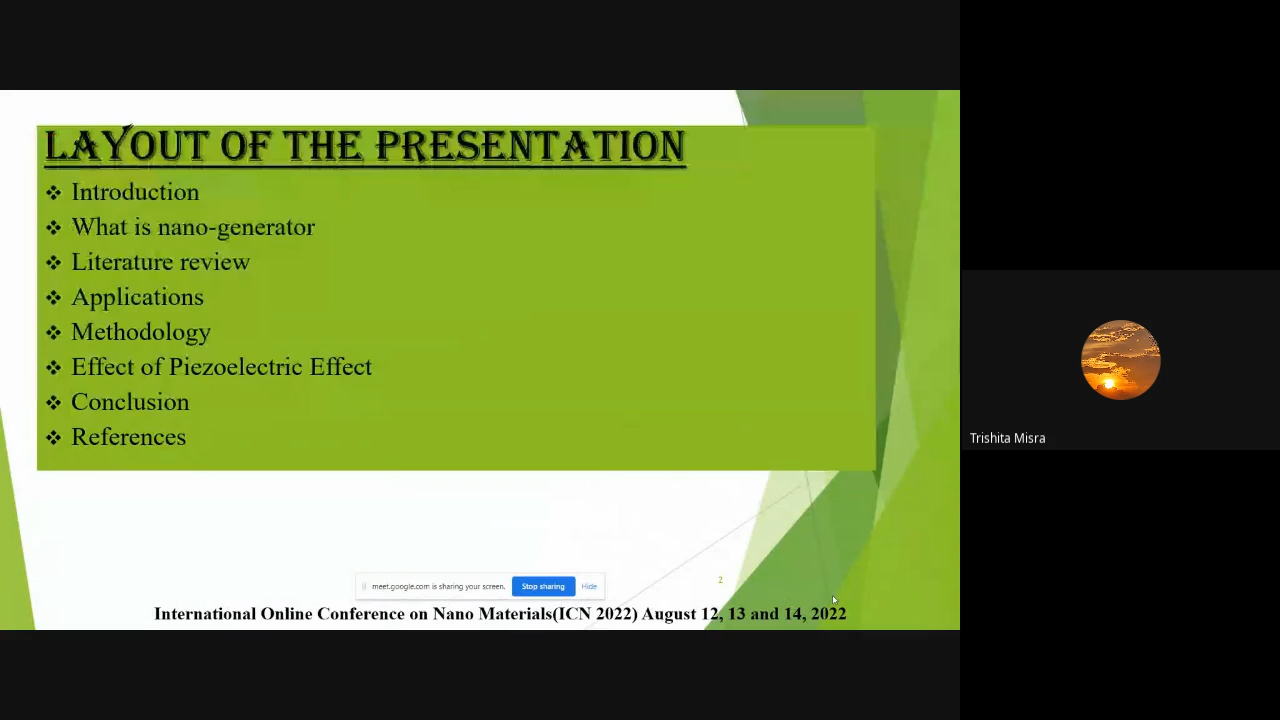 LAYOUT OF THE PRESENTATION
❖ Introduction
❖ What is nano-generator
❖ Literature review
❖ Applications
❖ Methodology
❖ Effect of Piezoelectric Effect
❖ Conclusion
❖ References
meet.google.com is sharing your screen. Stop sharing Hide
2
International Online Conference on Nano Materials(ICN 2022) August 12, 13 and 14, 2022
Trishita Misra